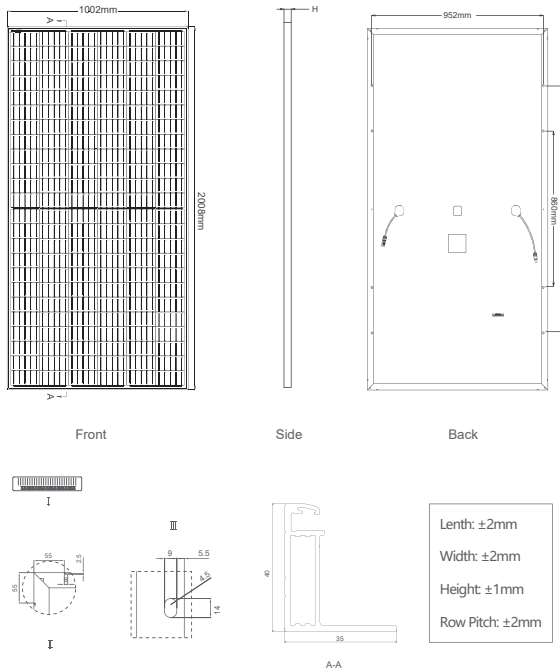 1002mm
A
H
952mm
2008mm
860mm
A
Front
Side
Back
I
III
55
2.5
55
I
9
5.5
4.5
14
40
35
A-A
Lenth: ±2mm
Width: ±2mm
Height: ±1mm
Row Pitch: ±2mm